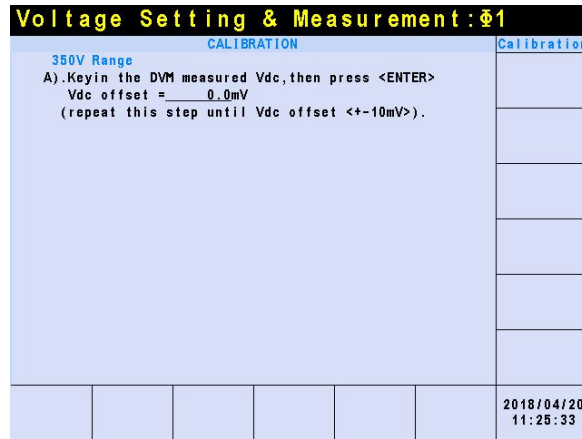 Voltage Setting & Measurement:Φ1
CALIBRATION
Calibration
350V Range
A).Keyin the DVM measured Vdc,then press <ENTER>
Vdc offset = 0.0mV
(repeat this step until Vdc offset <+-10mV>).
2018/04/20
11:25:33